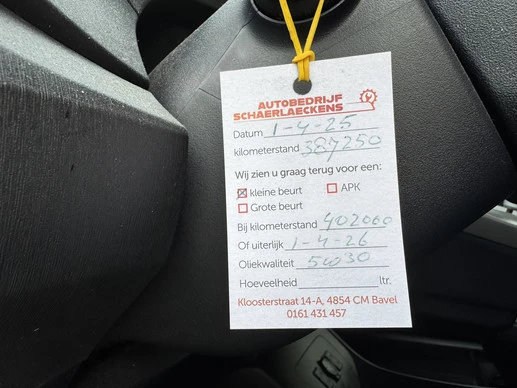 AUTOBEDRIJF
SCHAERLAECKENS
Datum 1-4-25
kilometerstand 387250
Wij zien u graag terug voor een:
kleine beurt APK
Grote beurt
Bij kilometerstand 402000
Of uiterlijk 1-4-26
Oliekwaliteit 5w30
Hoeveelheid ltr.
Kloosterstraat 14-A, 4854 CM Bavel
0161 431 457